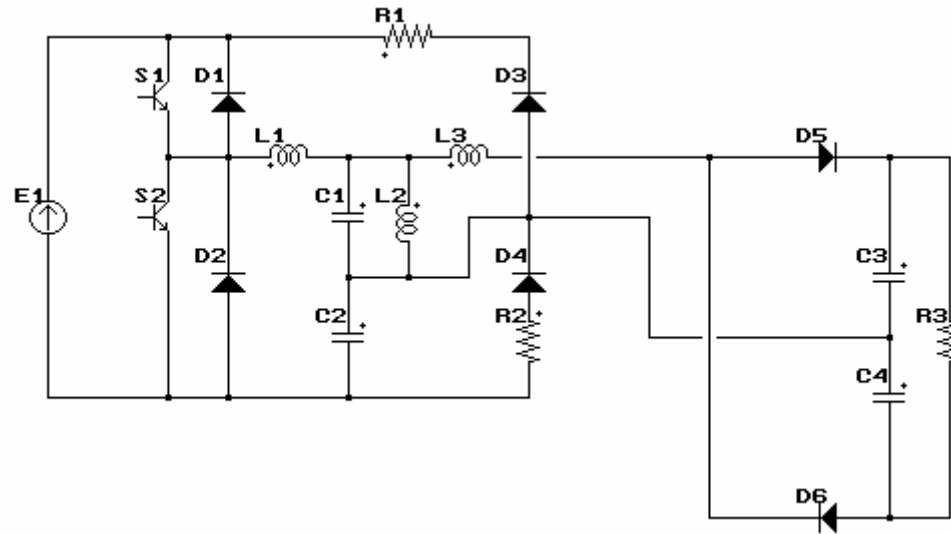 R1
S1 D1 D3
L1 L3 D5
E1 S2 C1 L2
D2 D4 C3
C2 R2 R3
C4
D6